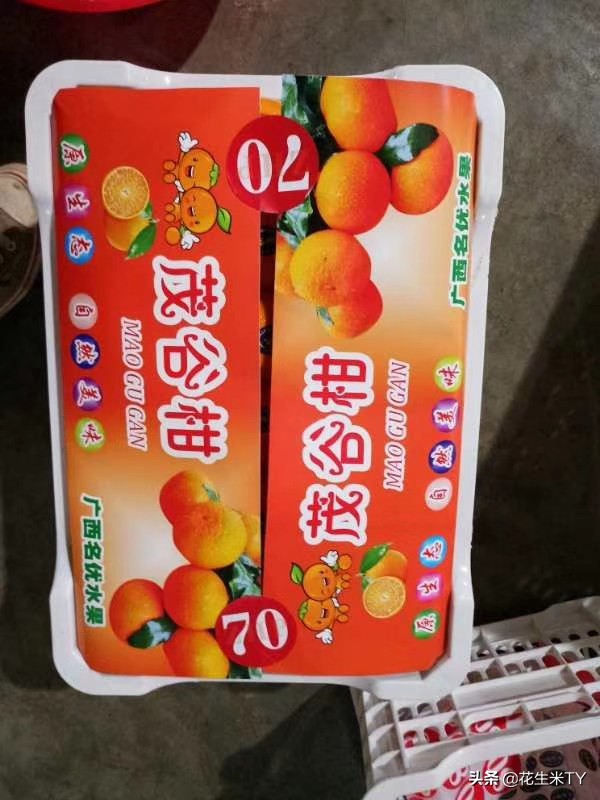 原生态
自然美味
茂谷柑
MAO GU GAN
广西名优水果
70
广西名优水果
茂谷柑
MAO GU GAN
原生态
自然美味
70
头条 @花生米TY